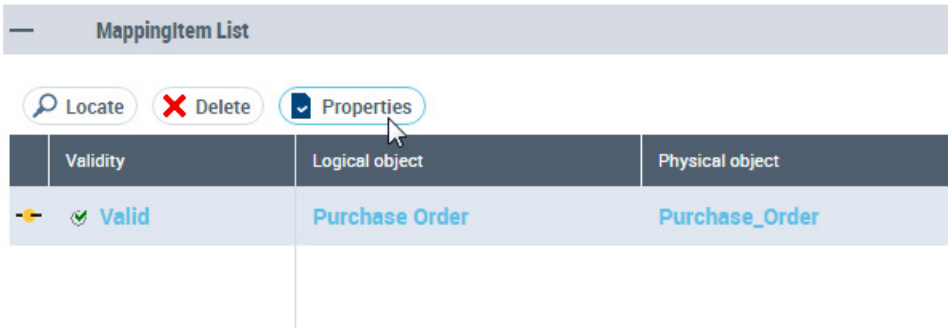 MappingItem List
Locate Delete Properties
Validity Logical object Physical object
Valid Purchase Order Purchase_Order